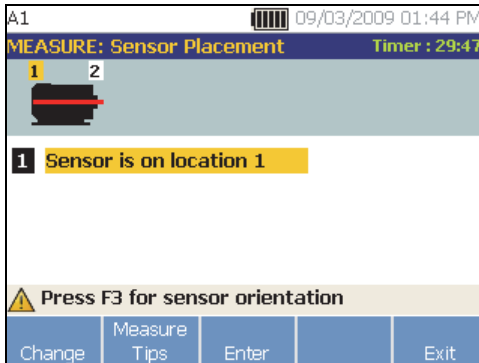 A1 09/03/2009 01:44 PM
MEASURE: Sensor Placement Timer : 29:47
1 2
1 Sensor is on location 1
Press F3 for sensor orientation
Change Measure Tips Enter Exit